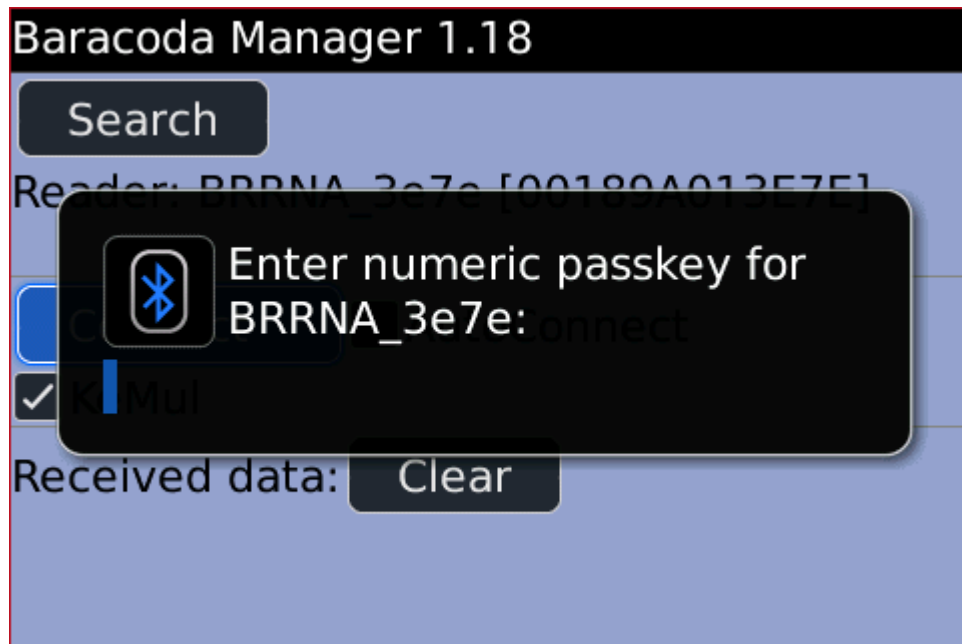 Baracoda Manager 1.18
Search
Reader: BRRNA_3e7e [00189A013E7E]
Enter numeric passkey for
BRRNA_3e7e:
Received data: Clear